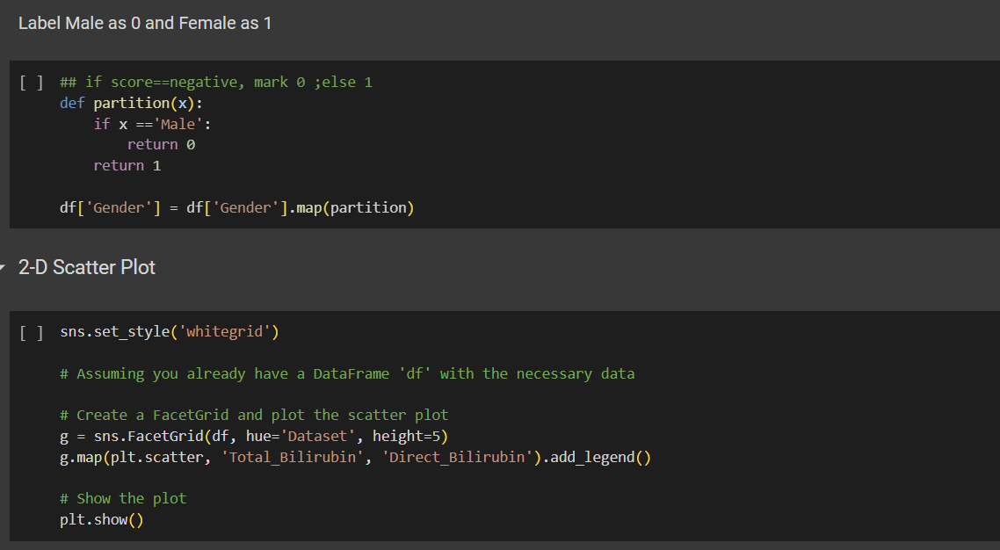 Label Male as 0 and Female as 1
[ ] ## if score==negative, mark 0 ;else 1
def partition(x):
    if x =='Male':
        return 0
    return 1
df['Gender'] = df['Gender'].map(partition)
2-D Scatter Plot
[ ] sns.set_style('whitegrid')
# Assuming you already have a DataFrame 'df' with the necessary data
# Create a FacetGrid and plot the scatter plot
g = sns.FacetGrid(df, hue='Dataset', height=5)
g.map(plt.scatter, 'Total_Bilirubin', 'Direct_Bilirubin').add_legend()
# Show the plot
plt.show()